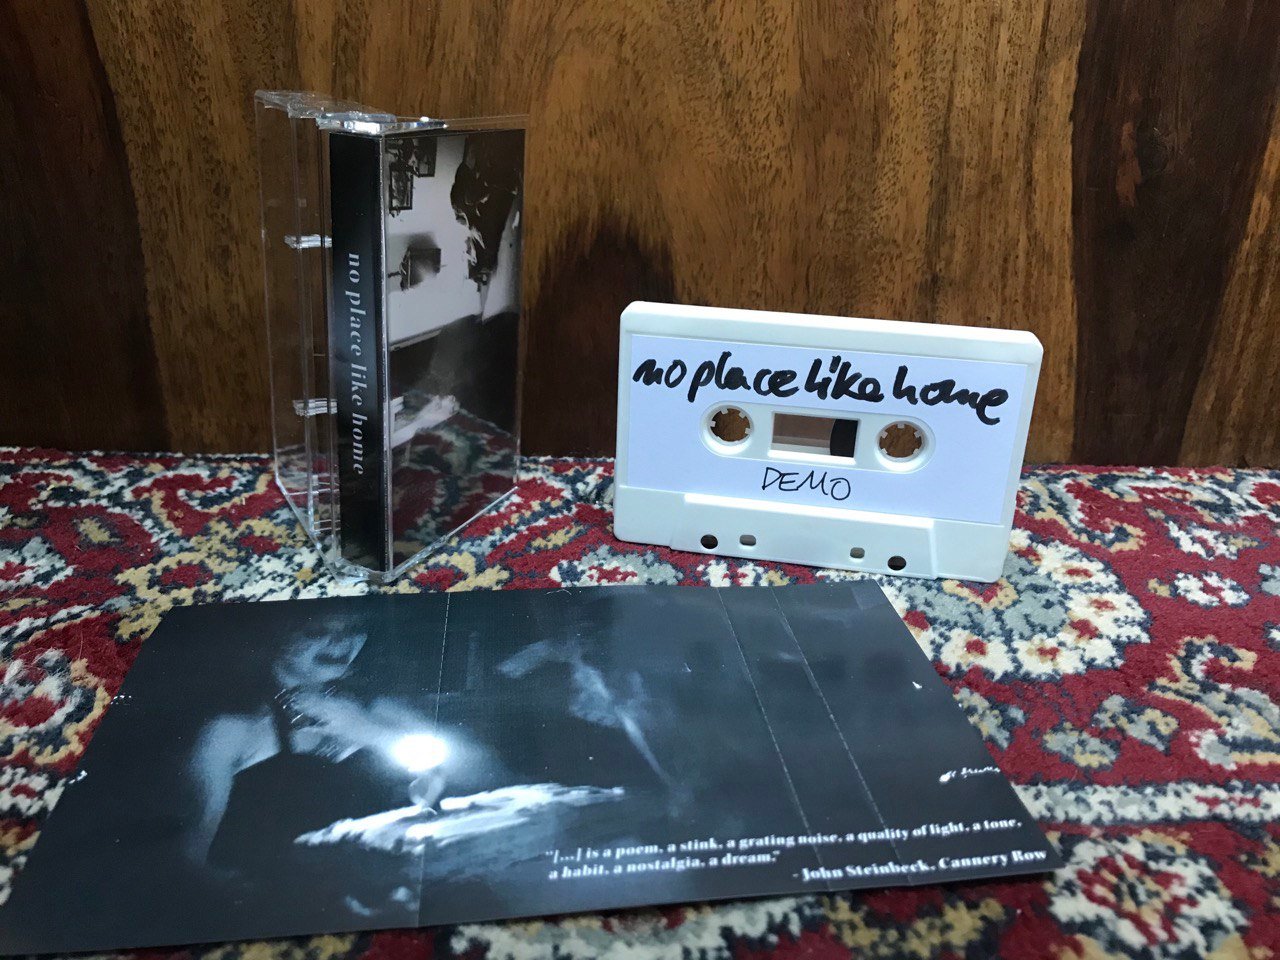 no place like home
no place like home
DEMO
"[...] is a poem, a stink, a grating noise, a quality of light, a tone,
a habit, a nostalgia, a dream."
- John Steinbeck, Cannery Row